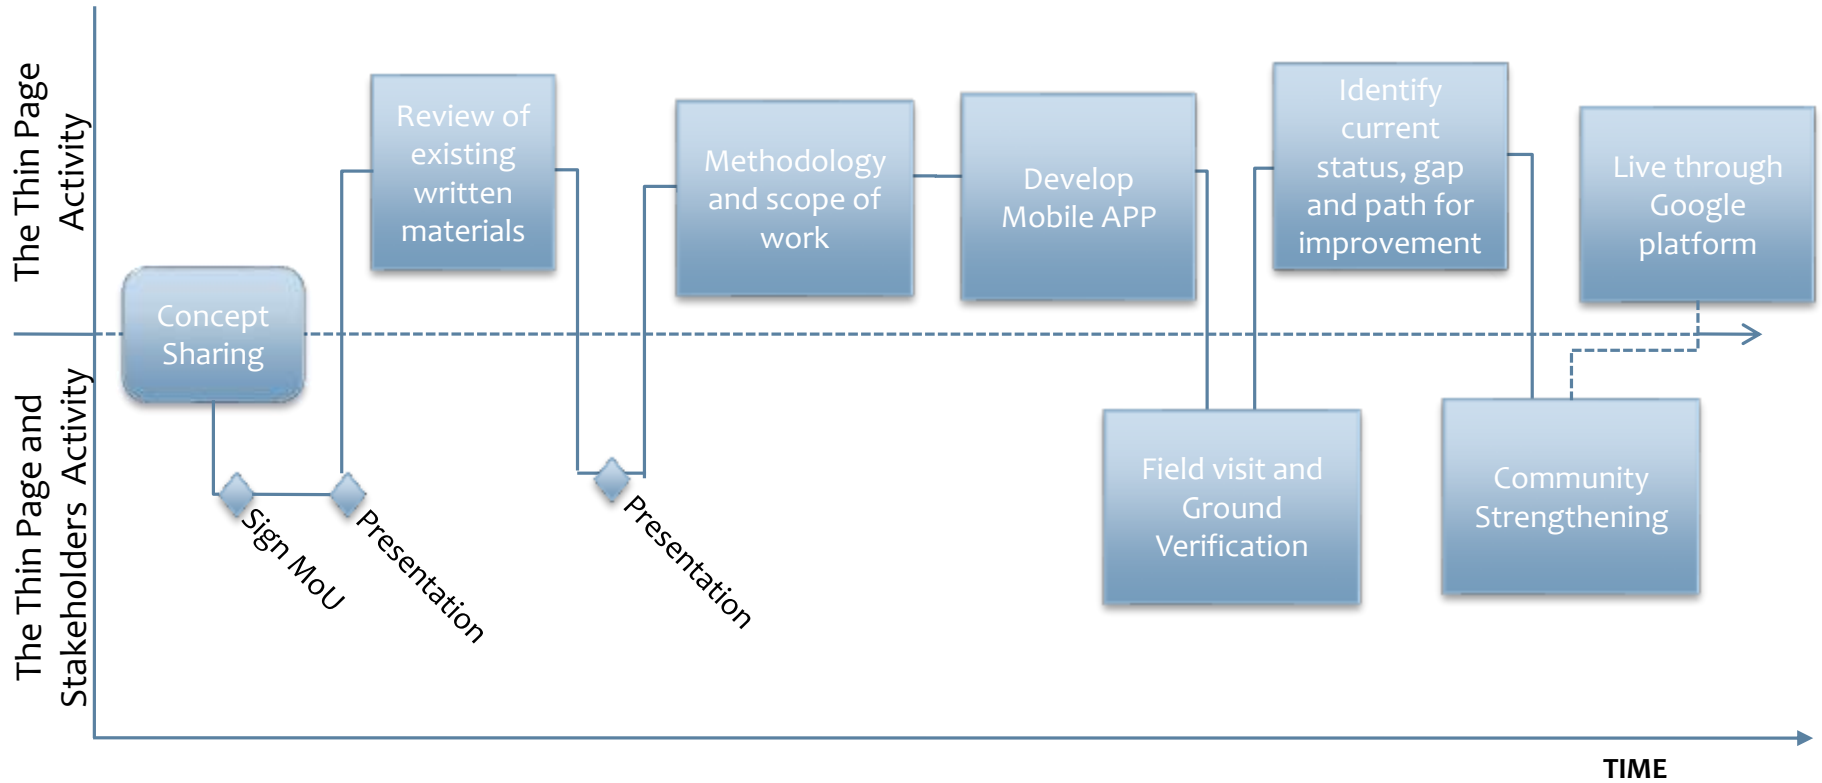 The Thin Page
Activity
The Thin Page and
Stakeholders Activity
Concept
Sharing
Sign MoU
Presentation
Review of
existing
written
materials
Presentation
Methodology
and scope of
work
Develop
Mobile APP
Field visit and
Ground
Verification
Identify
current
status, gap
and path for
improvement
Community
Strengthening
Live through
Google
platform
TIME